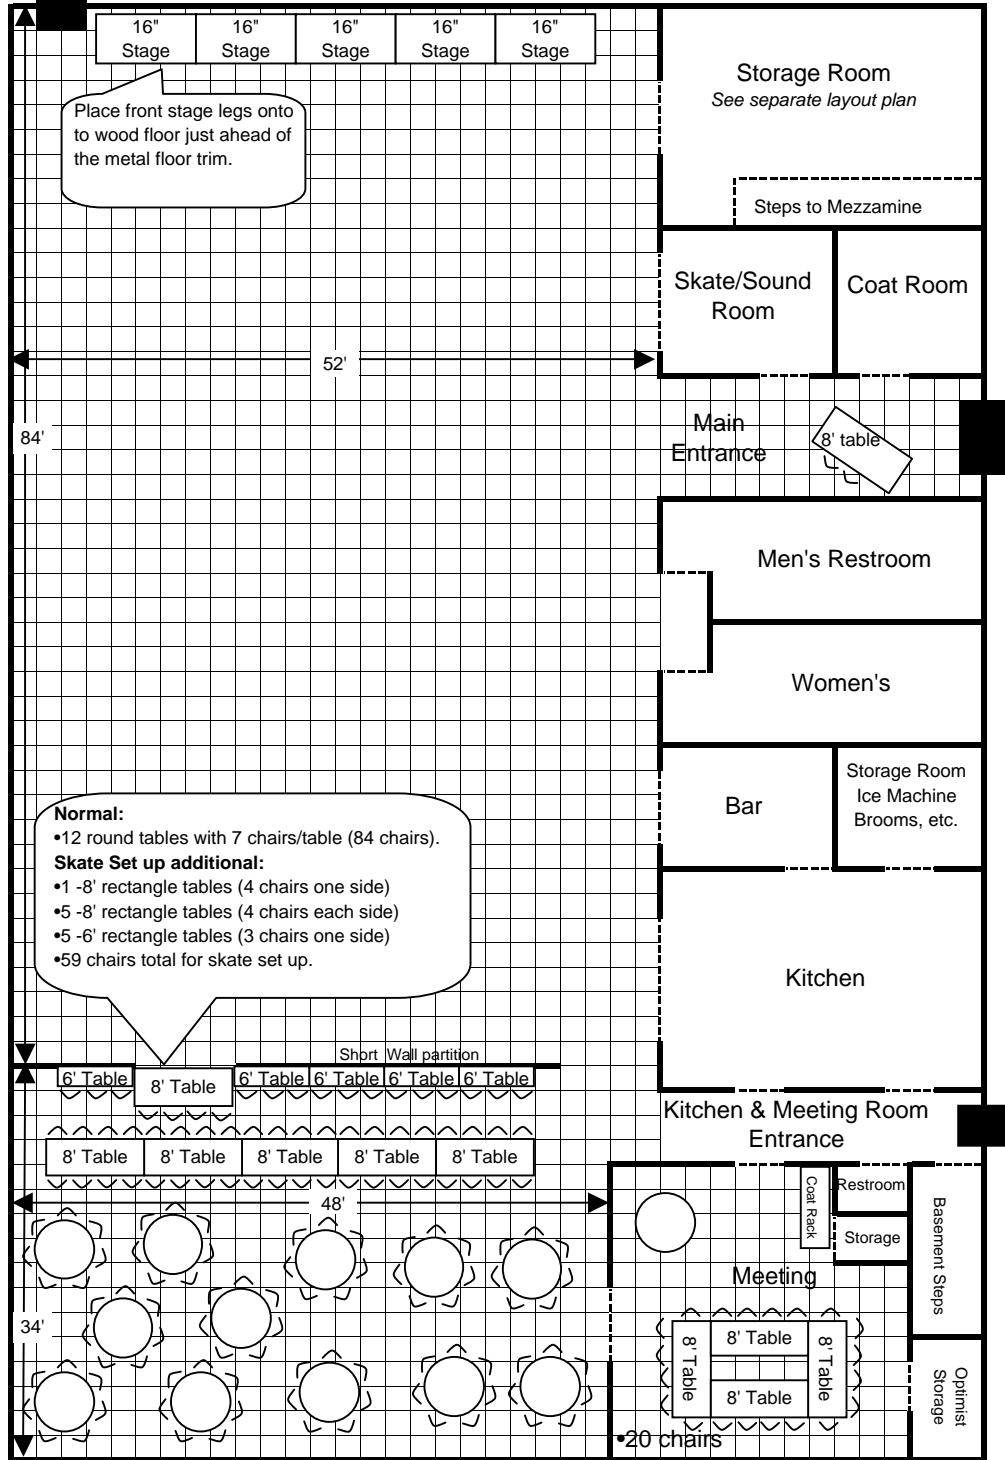 16"
Stage
16"
Stage
16"
Stage
16"
Stage
16"
Stage
Place front stage legs onto
to wood floor just ahead of
the metal floor trim.
Storage Room
See separate layout plan
Steps to Mezzamine
Skate/Sound
Room
Coat Room
52'
84'
Main
Entrance
8' table
Men's Restroom
Women's
Bar
Storage Room
Ice Machine
Brooms, etc.
Normal:
•12 round tables with 7 chairs/table (84 chairs).
Skate Set up additional:
•1 -8' rectangle tables (4 chairs one side)
•5 -8' rectangle tables (4 chairs each side)
•5 -6' rectangle tables (3 chairs one side)
•59 chairs total for skate set up.
Kitchen
Short Wall partition
6' Table
8' Table
6' Table
6' Table
6' Table
6' Table
Kitchen & Meeting Room
Entrance
8' Table
8' Table
8' Table
8' Table
8' Table
48'
Coat Rack
Restroom
Storage
Basement Steps
Meeting
34'
8' Table
8' Table
8' Table
8' Table
Optimist
Storage
•20 chairs